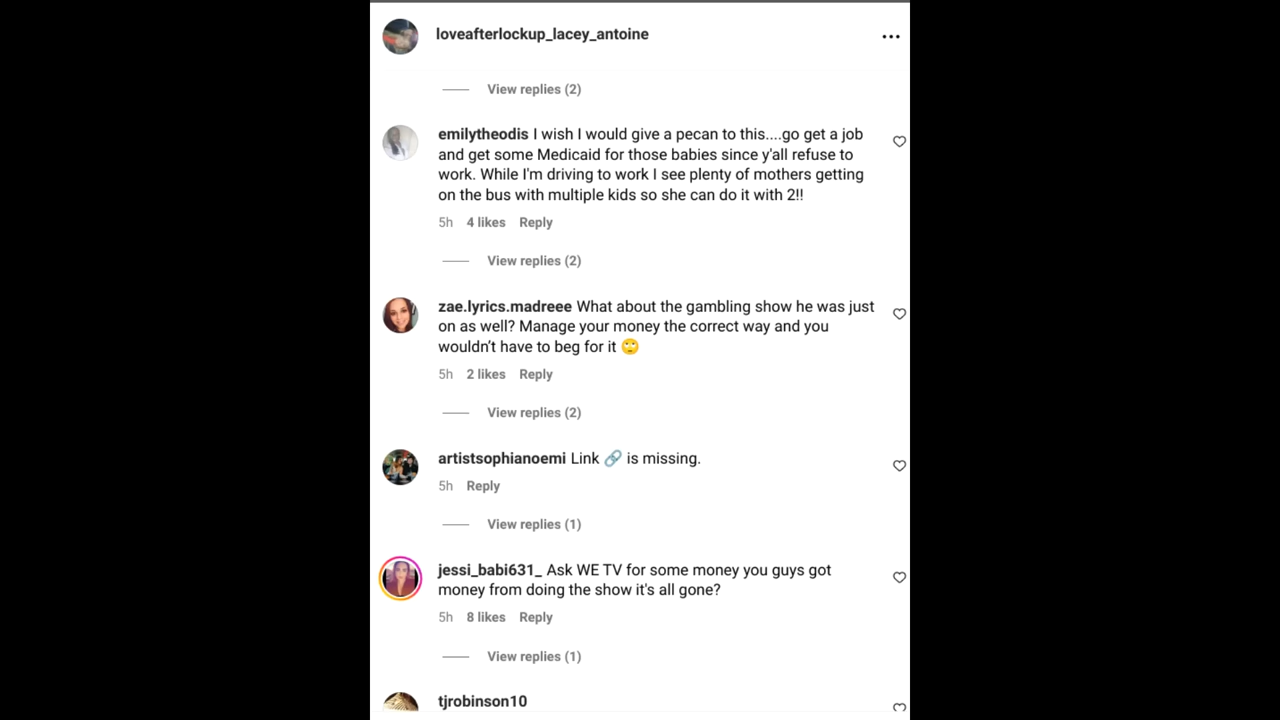 loveafterlockup_lacey_antoine
View replies (2)
emilytheodis I wish I would give a pecan to this....go get a job
and get some Medicaid for those babies since y'all refuse to
work. While I'm driving to work I see plenty of mothers getting
on the bus with multiple kids so she can do it with 2!!
5h 4 likes Reply
View replies (2)
zae.lyrics.madreee What about the gambling show he was just
on as well? Manage your money the correct way and you
wouldn't have to beg for it 🙄
5h 2 likes Reply
View replies (2)
artistsophianoemi Link 🔗 is missing.
5h Reply
View replies (1)
jessi_babi631_ Ask WE TV for some money you guys got
money from doing the show it's all gone?
5h 8 likes Reply
View replies (1)
tjrobinson10